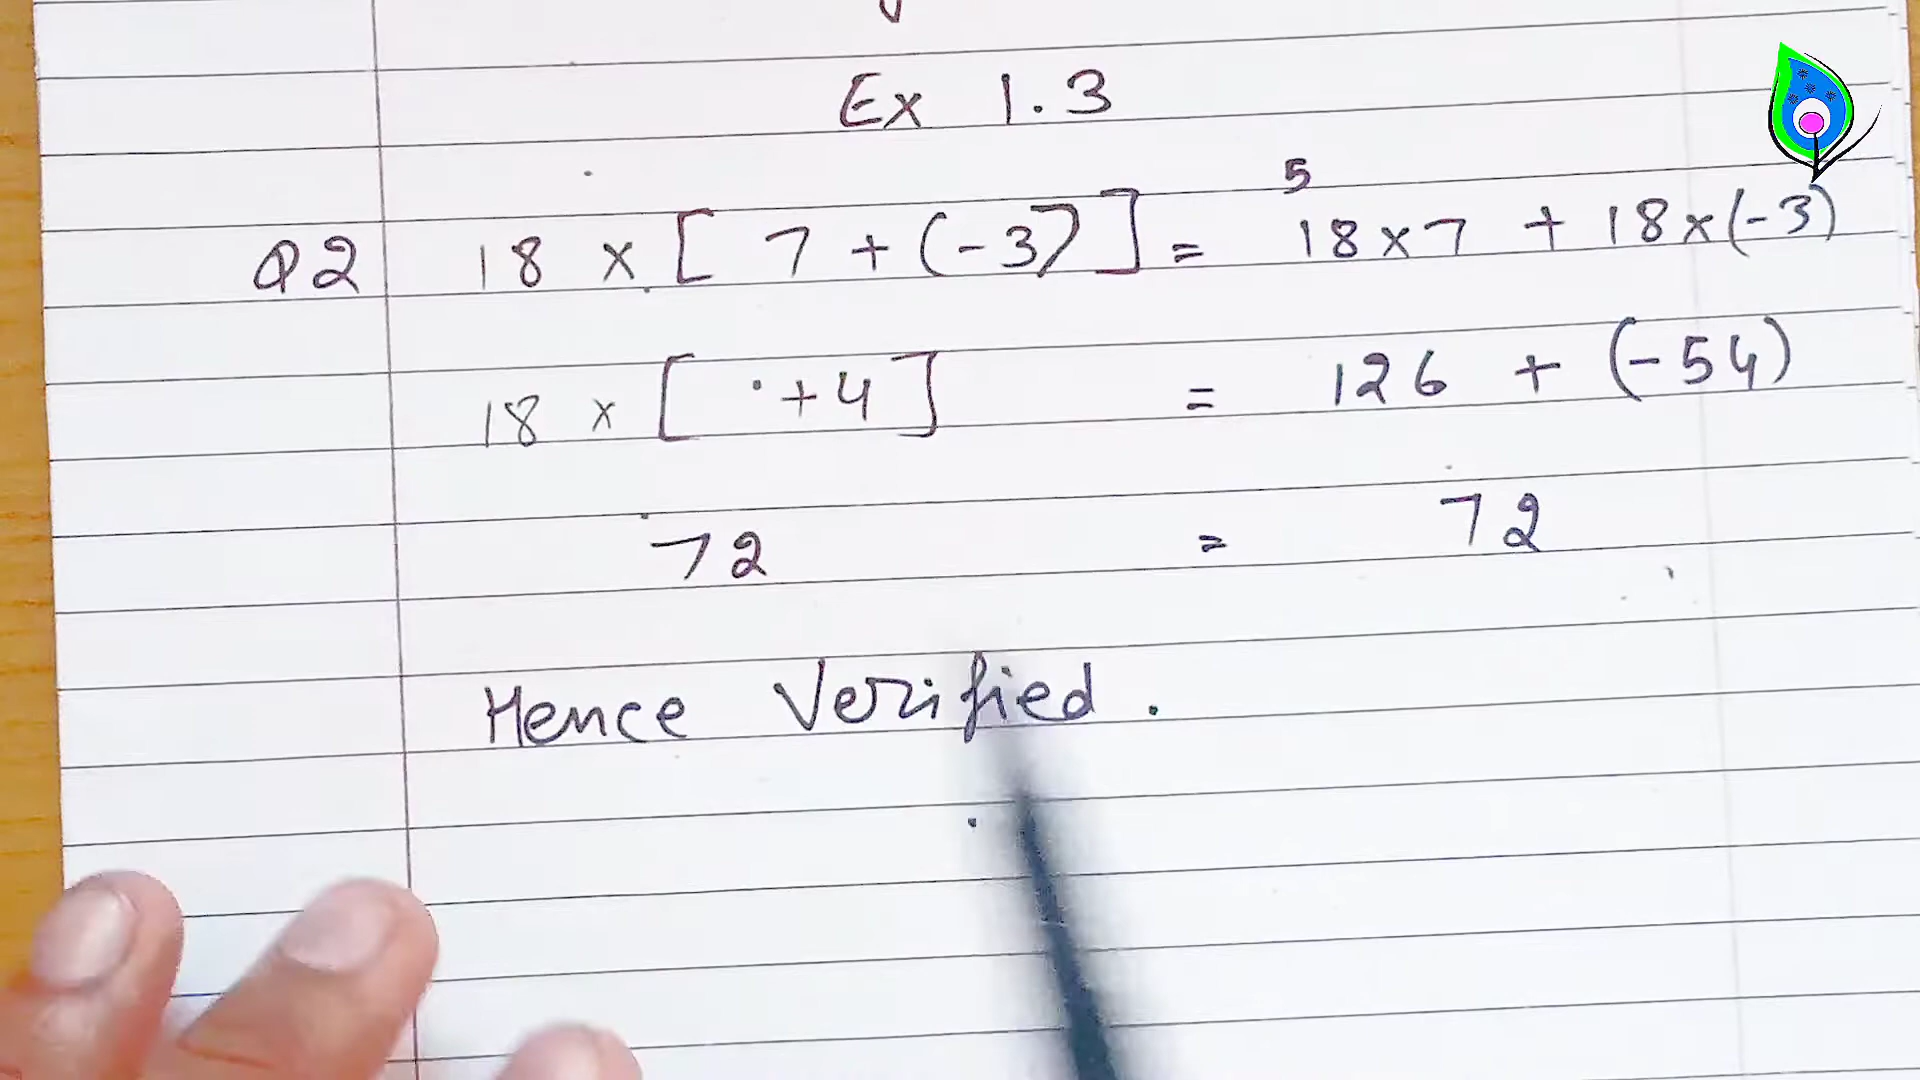 Ex 1.3
5
Q2 18 × [ 7 + (-3) ] = 18×7 + 18×(-3)
18 × [ +4 ] = 126 + (-54)
72 = 72
Hence Verified.